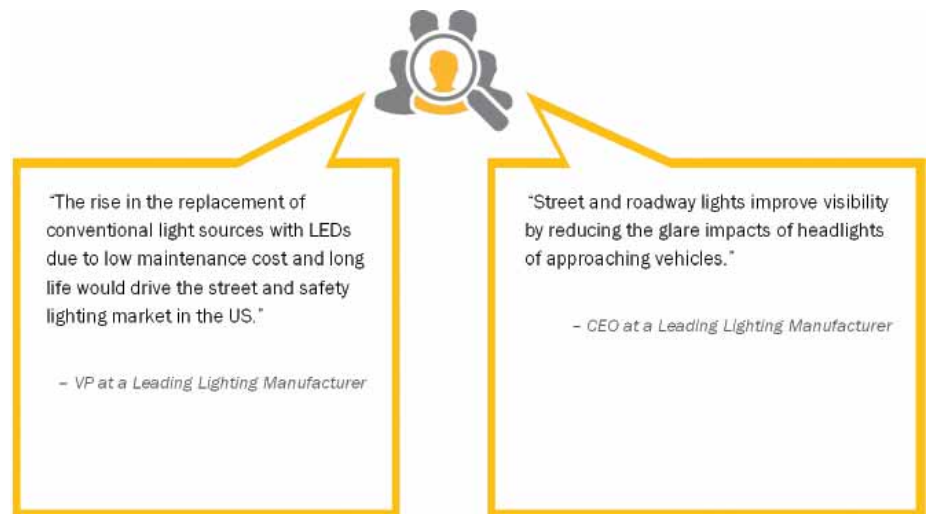 “The rise in the replacement of
conventional light sources with LEDs
due to low maintenance cost and long
life would drive the street and safety
lighting market in the US.”
– VP at a Leading Lighting Manufacturer
“Street and roadway lights improve visibility
by reducing the glare impacts of headlights
of approaching vehicles.”
– CEO at a Leading Lighting Manufacturer